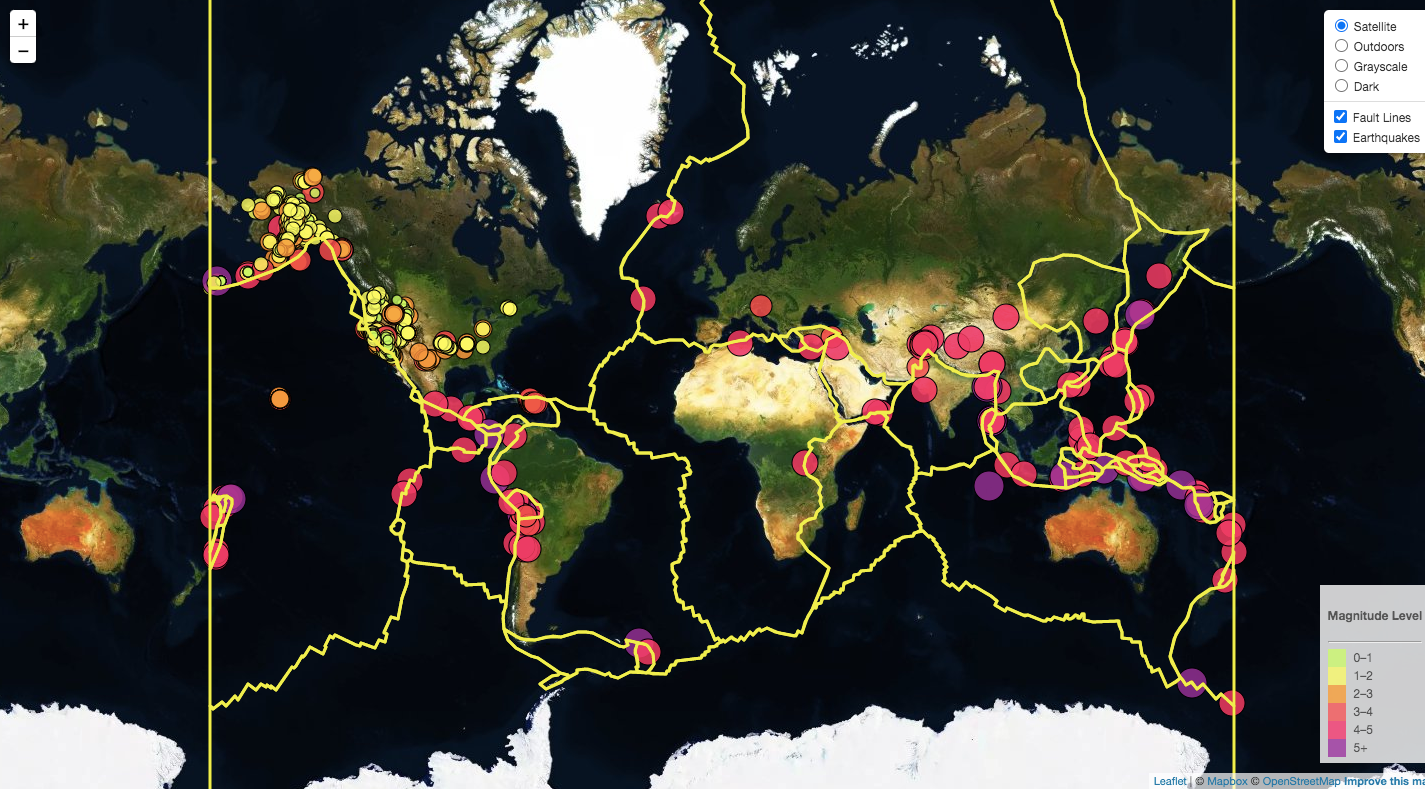 +
−
Satellite
Outdoors
Grayscale
Dark
Fault Lines
Earthquakes
Magnitude Level
0–1
1–2
2–3
3–4
4–5
5+
Leaflet | © Mapbox © OpenStreetMap Improve this ma